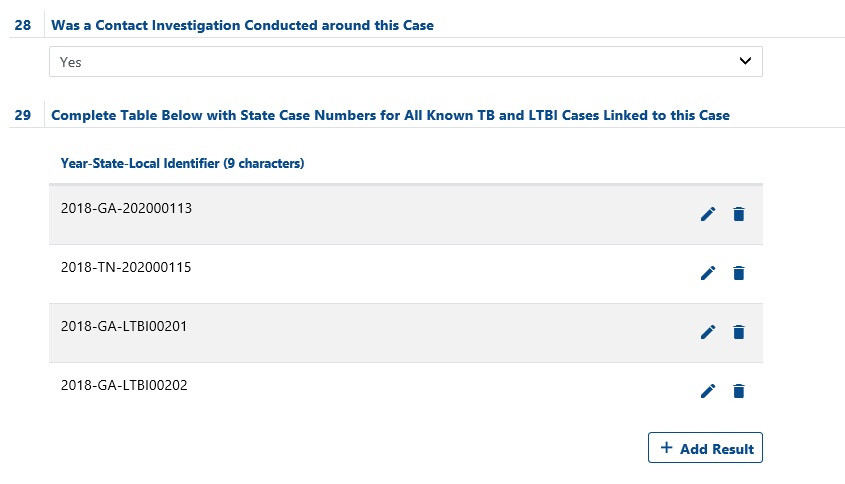 28 Was a Contact Investigation Conducted around this Case
Yes
29 Complete Table Below with State Case Numbers for All Known TB and LTBI Cases Linked to this Case
Year-State-Local Identifier (9 characters)
2018-GA-202000113
2018-TN-202000115
2018-GA-LTBI00201
2018-GA-LTBI00202
+ Add Result